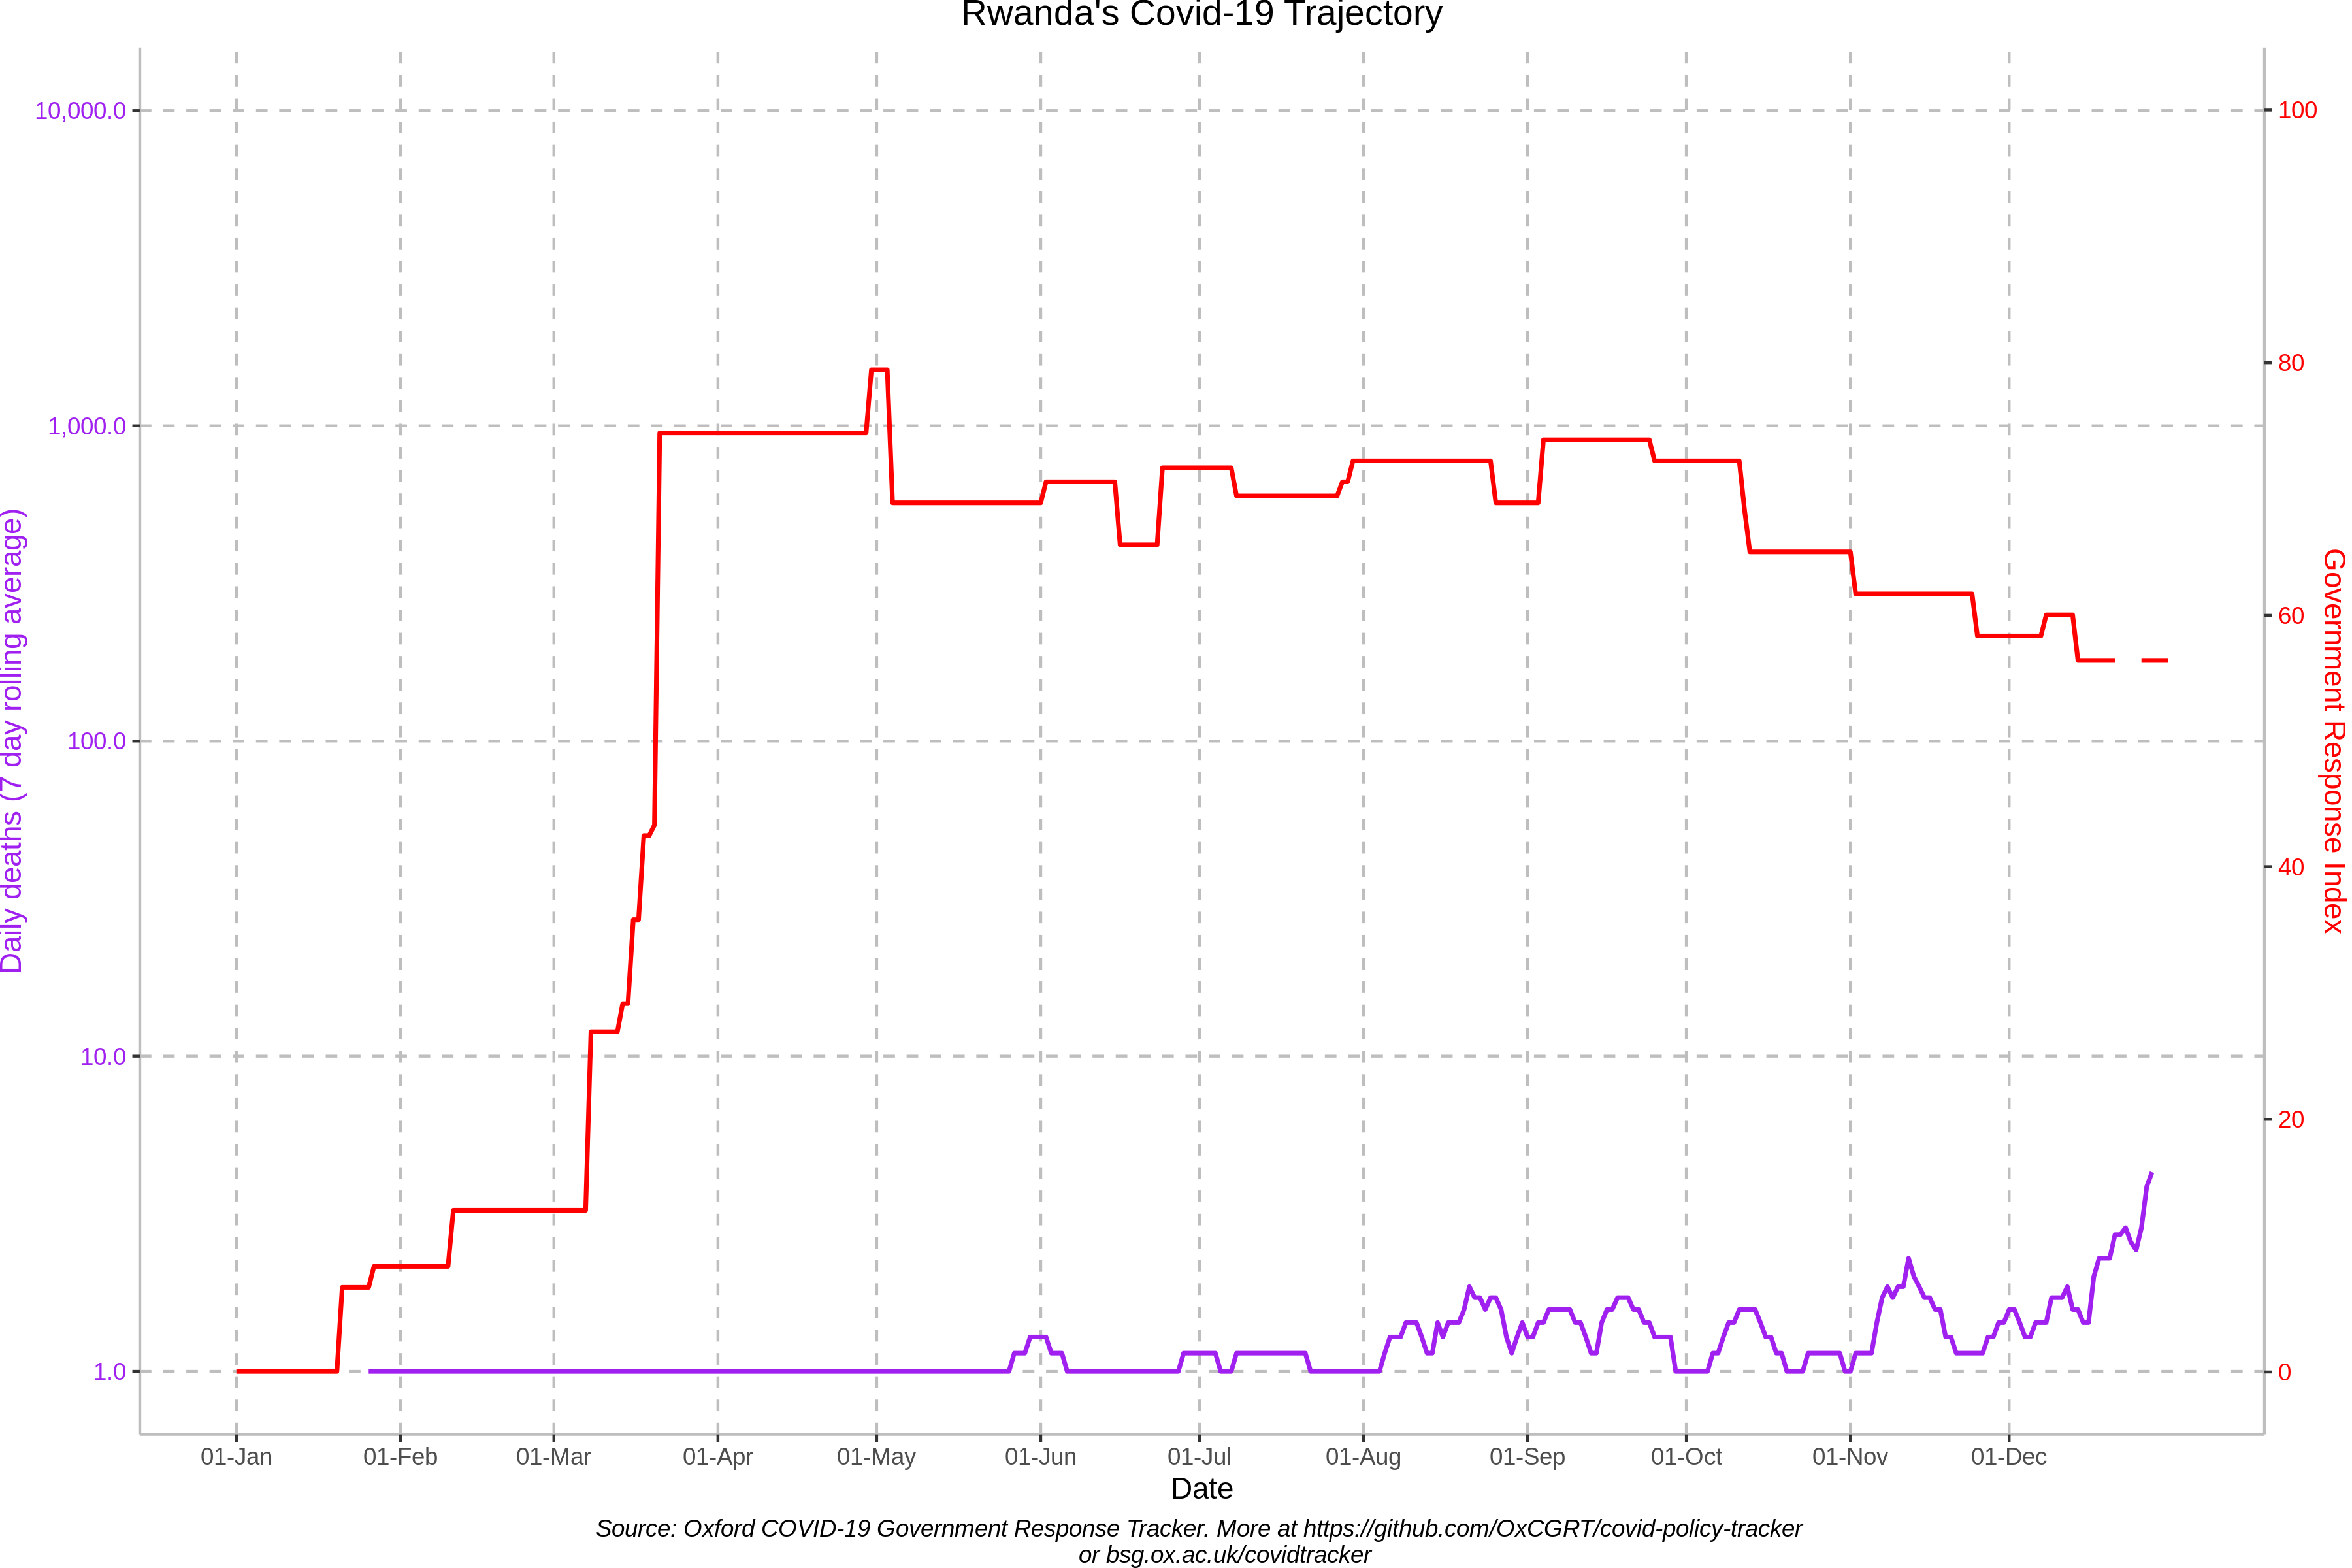 Rwanda's Covid-19 Trajectory
10,000.0
1,000.0
100.0
10.0
1.0
Daily deaths (7 day rolling average)
100
80
60
40
20
0
Government Response Index
01-Jan 01-Feb 01-Mar 01-Apr 01-May 01-Jun 01-Jul 01-Aug 01-Sep 01-Oct 01-Nov 01-Dec
Date
Source: Oxford COVID-19 Government Response Tracker. More at https://github.com/OxCGRT/covid-policy-tracker
or bsg.ox.ac.uk/covidtracker